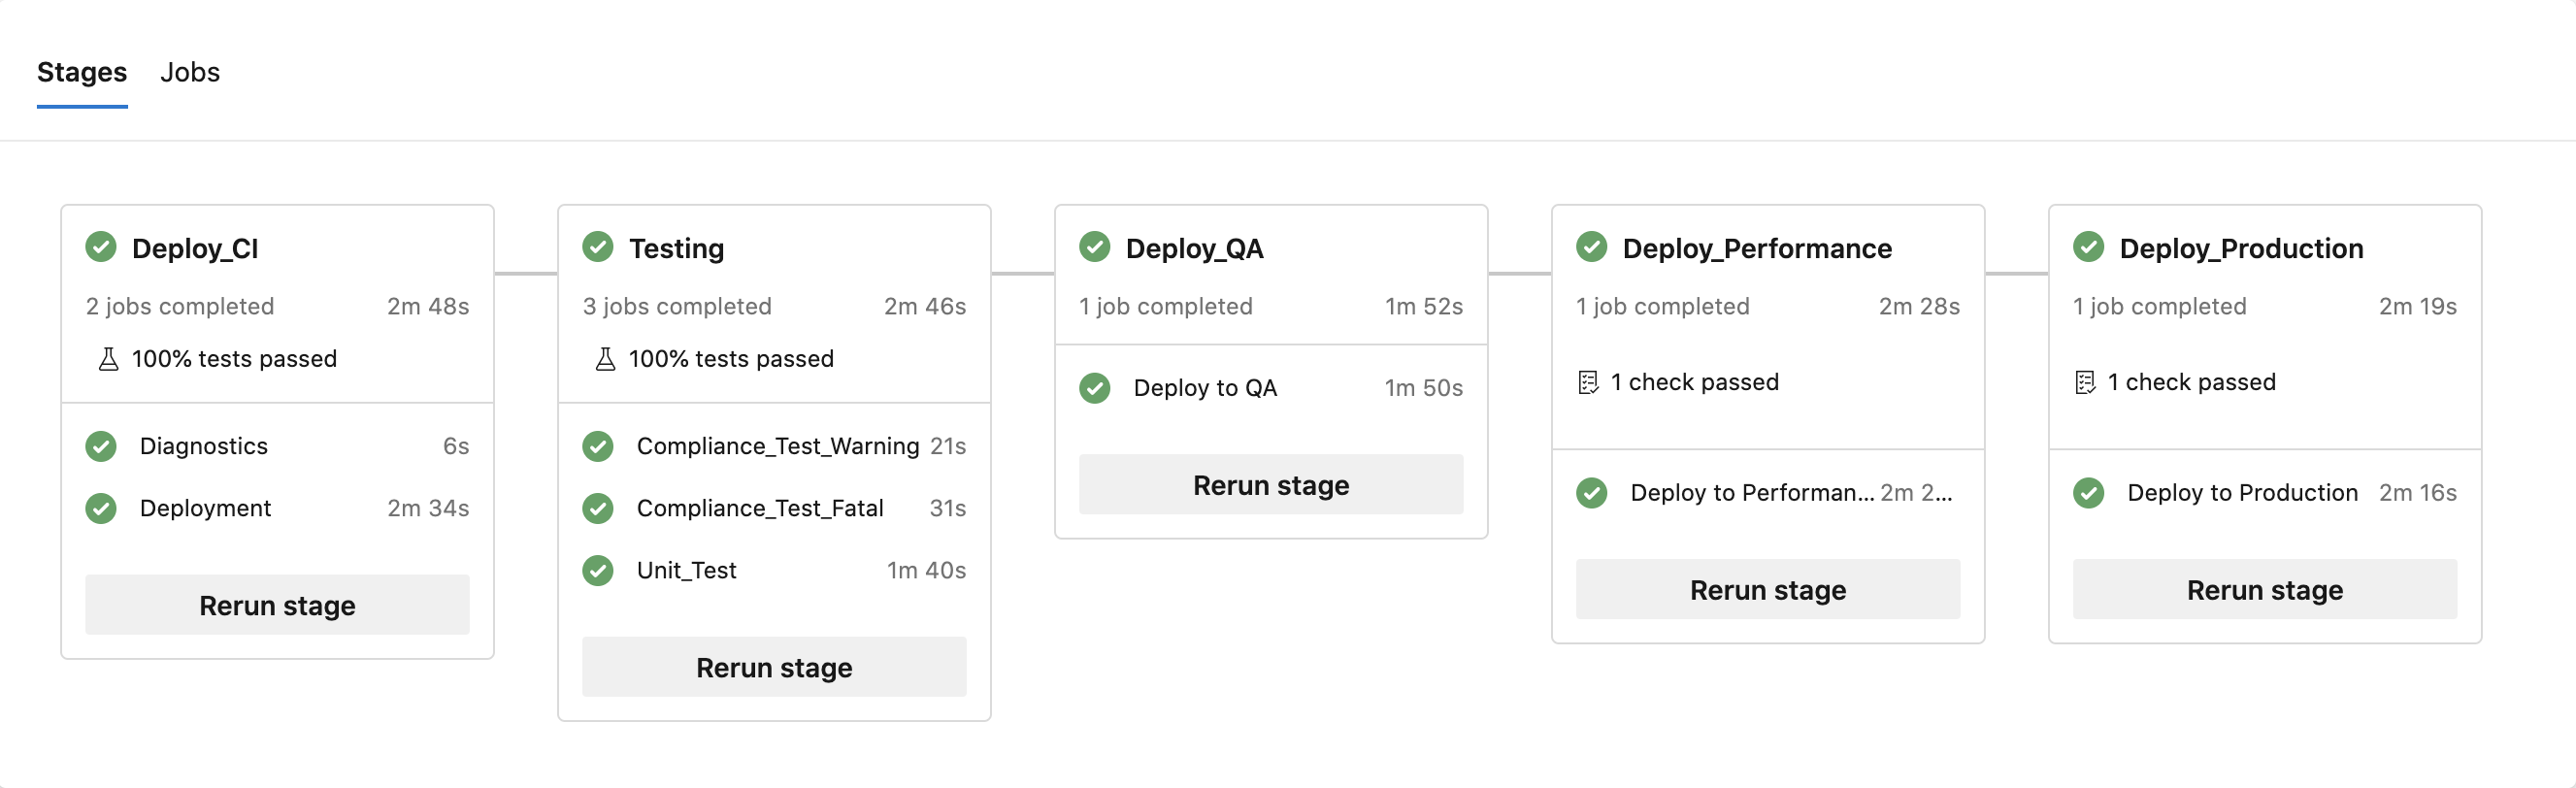 Stages Jobs
Deploy_CI
2 jobs completed 2m 48s
100% tests passed
Diagnostics 6s
Deployment 2m 34s
Rerun stage
Testing
3 jobs completed 2m 46s
100% tests passed
Compliance_Test_Warning 21s
Compliance_Test_Fatal 31s
Unit_Test 1m 40s
Rerun stage
Deploy_QA
1 job completed 1m 52s
Deploy to QA 1m 50s
Rerun stage
Deploy_Performance
1 job completed 2m 28s
1 check passed
Deploy to Performan... 2m 2...
Rerun stage
Deploy_Production
1 job completed 2m 19s
1 check passed
Deploy to Production 2m 16s
Rerun stage